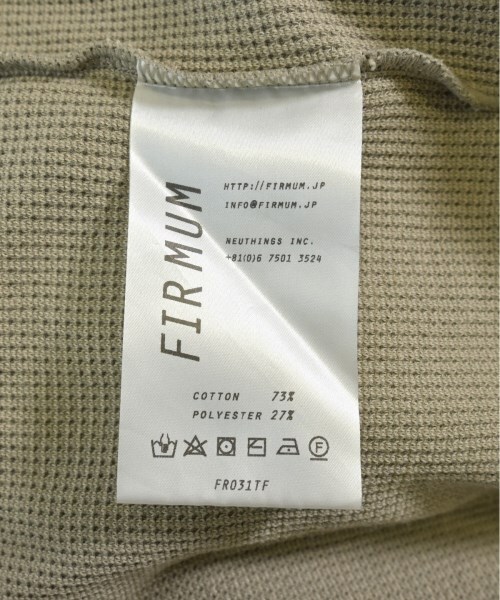 FIRMUM
HTTP://FIRMUM.JP
INFO@FIRMUM.JP
NEUTHINGS INC.
+81(0)6 7501 3524
COTTON 73%
POLYESTER 27%
F
FR031TF